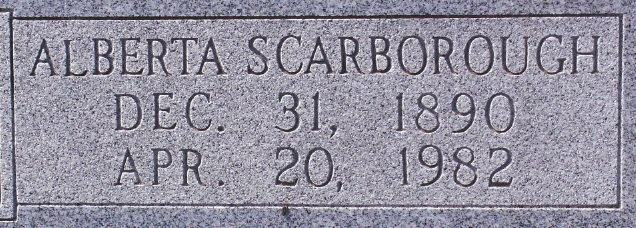 ALBERTA SCARBOROUGH
DEC. 31, 1890
APR. 20, 1982